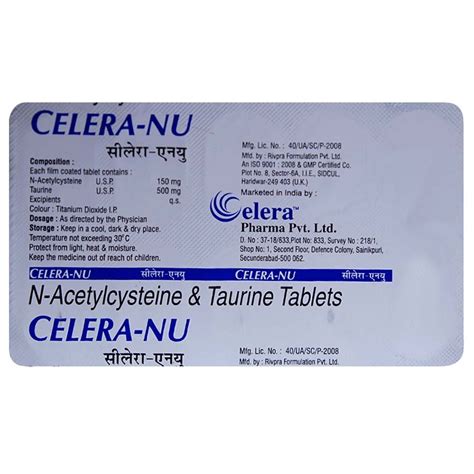 CELERA-NU
सीलेरा-एनयु
Composition :
Each film coated tablet contains :
N-Acetylcysteine U.S.P. 150 mg
Taurine U.S.P. 500 mg
Excipients q.s.
Colour : Titanium Dioxide I.P.
Dosage : As directed by the Physician
Storage : Keep in a cool, dark & dry place.
Temperature not exceeding 30°C
Protect from light, heat & moisture.
Keep the medicine out of reach of children.
Mfg. Lic. No. : 40/UA/SC/P-2008
Mfd. by : Rivpra Formulation Pvt. Ltd.
An ISO 9001 : 2008 & GMP Certified Co.
Plot No. 8, Sector-6A, I.I.E., SIDCUL,
Haridwar-249 403 (U.K.)
Marketed in India by :
Celera™
Pharma Pvt. Ltd.
D. No : 37-18/833,Plot No: 833, Survey No : 218/1,
Shop No: 1, Second Floor, Defence Colony, Sainikpuri,
Secunderabad-500 062.
CELERA-NU सीलेरा-एनयु CELERA-NU सीलेरा-एनयु
N-Acetylcysteine & Taurine Tablets
CELERA-NU
सीलेरा-एनयु
Mfg. Lic. No. : 40/UA/SC/P-2008
Mfd. by : Rivpra Formulation Pvt. Ltd.